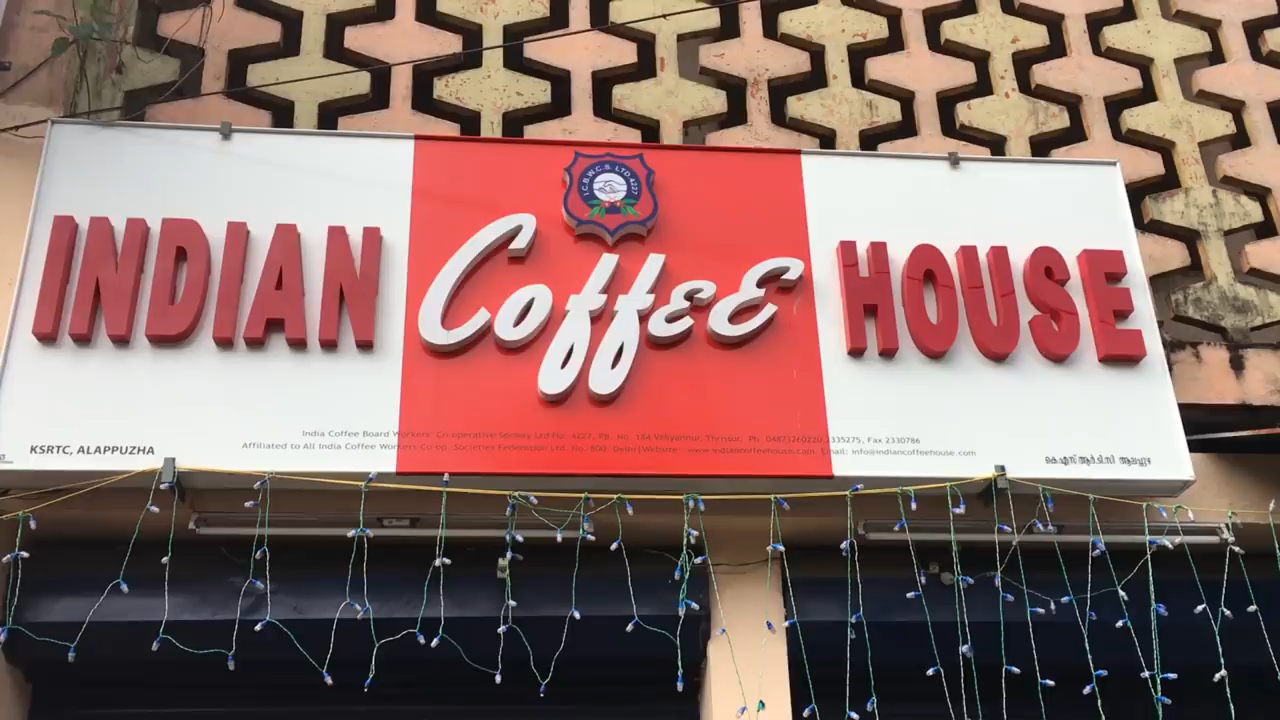 I.C.B.W.C.S. LTD.4227
INDIAN Coffee HOUSE
India Coffee Board Workers' Co-operative Society Ltd No. 4227, PB. No. 184 Veliyannur, Thrissur, Ph: 04873260220, 2335275, Fax 2330786
Affiliated to All India Coffee Workers Co-op. Societies Federation Ltd. No. 800, Delhi | Website: www.indiancoffeehouse.com, Email: info@indiancoffeehouse.com
KSRTC, ALAPPUZHA
കെ.എസ്.ആർ.ടി.സി ആലപ്പുഴ